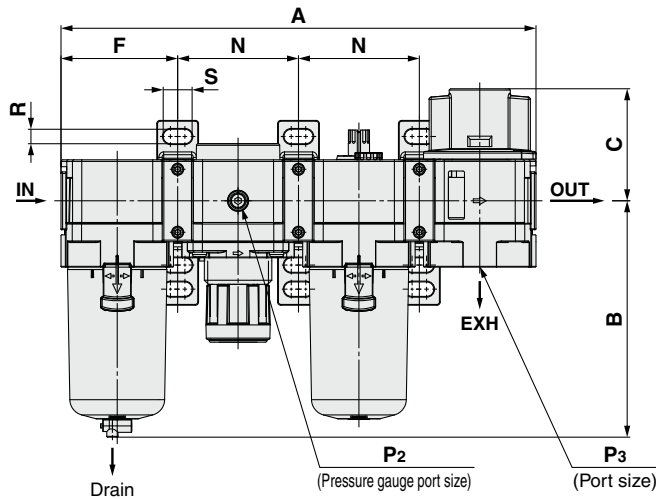 A
F N N
S
R
C
IN
OUT
B
EXH
P2
(Pressure gauge port size)
P3
(Port size)
Drain